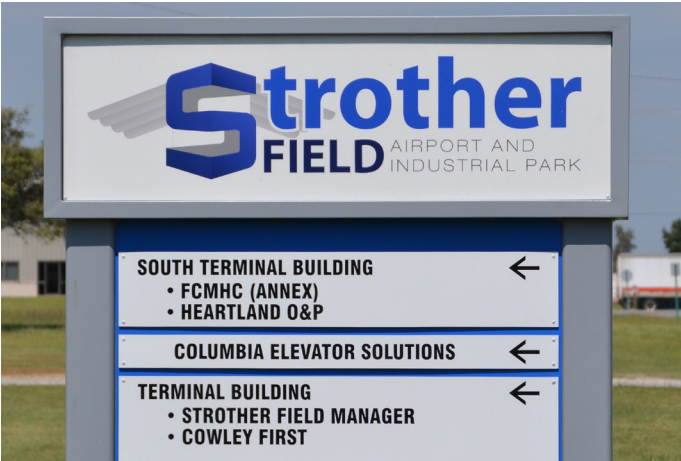 Strother
FIELD AIRPORT AND
INDUSTRIAL PARK
SOUTH TERMINAL BUILDING ←
• FCMHC (ANNEX)
• HEARTLAND O&P
COLUMBIA ELEVATOR SOLUTIONS ←
TERMINAL BUILDING ←
• STROTHER FIELD MANAGER
• COWLEY FIRST